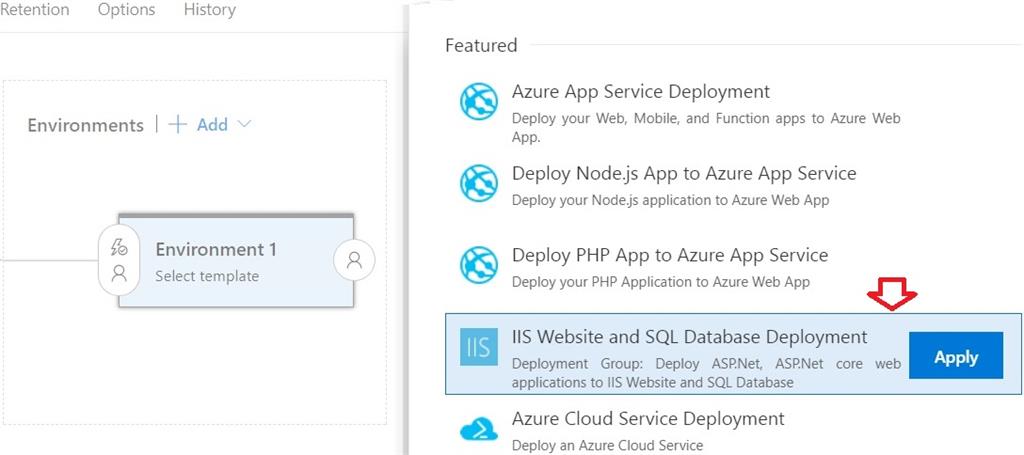 Retention Options History
Environments | + Add
Environment 1
Select template
Featured
Azure App Service Deployment
Deploy your Web, Mobile, and Function apps to Azure Web
App.
Deploy Node.js App to Azure App Service
Deploy your Node.js application to Azure Web App
Deploy PHP App to Azure App Service
Deploy your PHP Application to Azure Web App
IIS
IIS Website and SQL Database Deployment
Deployment Group: Deploy ASP.Net, ASP.Net core web
applications to IIS Website and SQL Database
Apply
Azure Cloud Service Deployment
Deploy an Azure Cloud Service